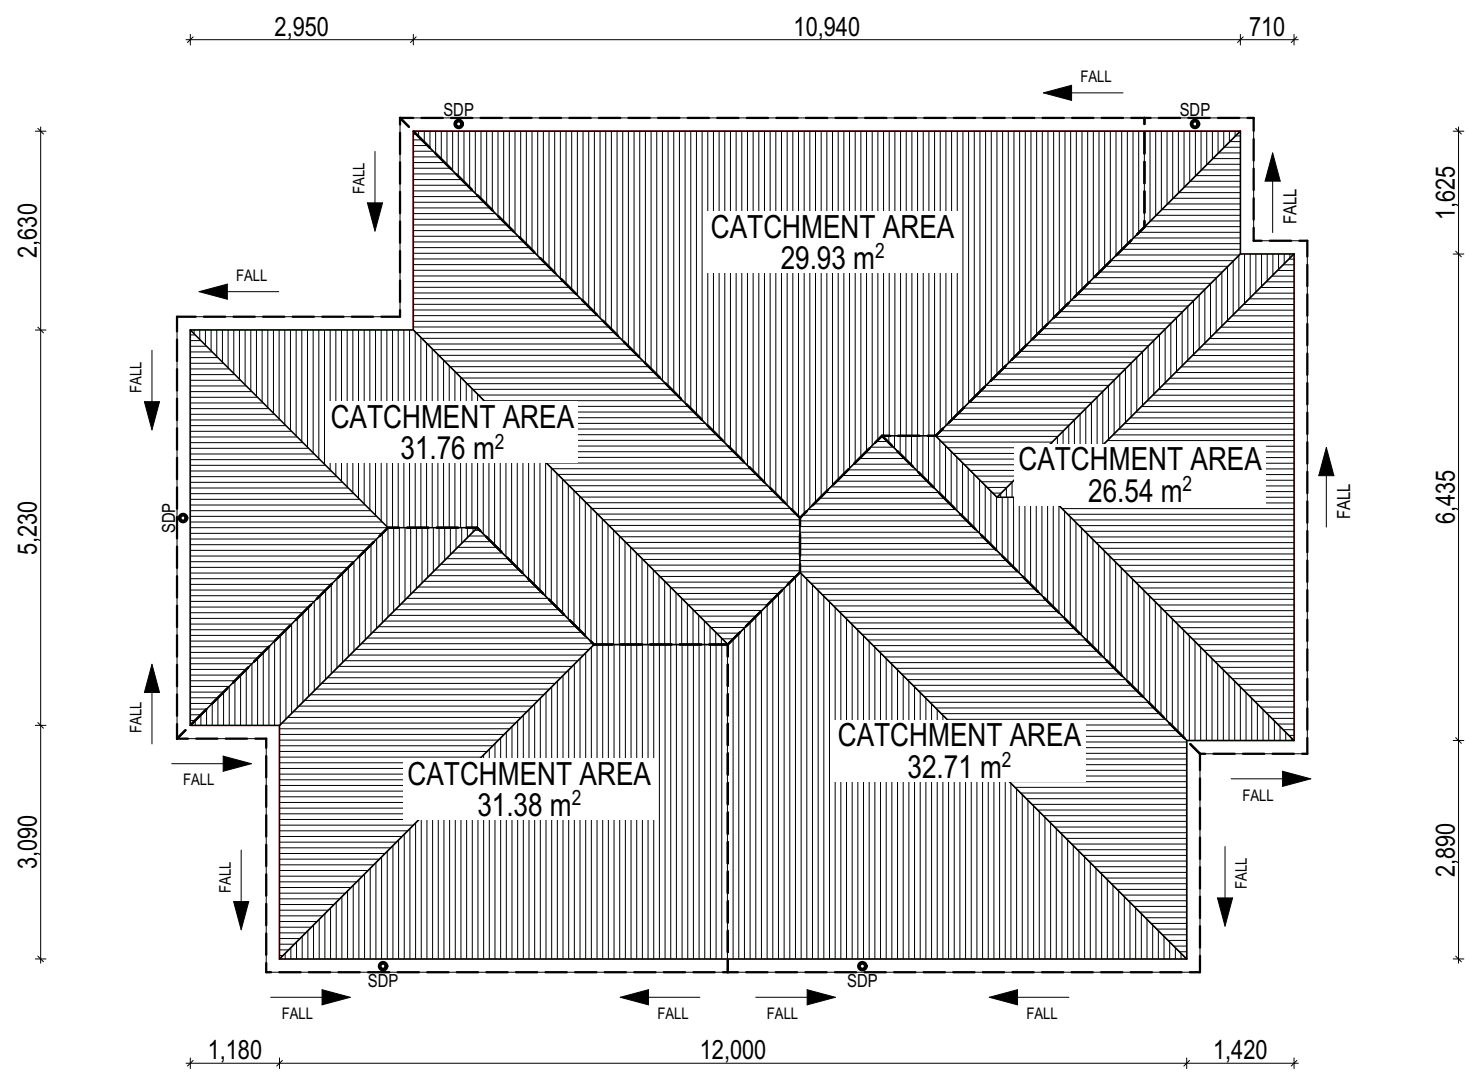 2,950
10,940
710
FALL
SDP
SDP
FALL
FALL
2,630
1,625
CATCHMENT AREA
29.93 m²
FALL
FALL
CATCHMENT AREA
31.76 m²
CATCHMENT AREA
26.54 m²
SDP
FALL
5,230
6,435
FALL
CATCHMENT AREA
32.71 m²
CATCHMENT AREA
31.38 m²
FALL
FALL
3,090
2,890
FALL
FALL
SDP
SDP
FALL
FALL
FALL
FALL
1,180
12,000
1,420